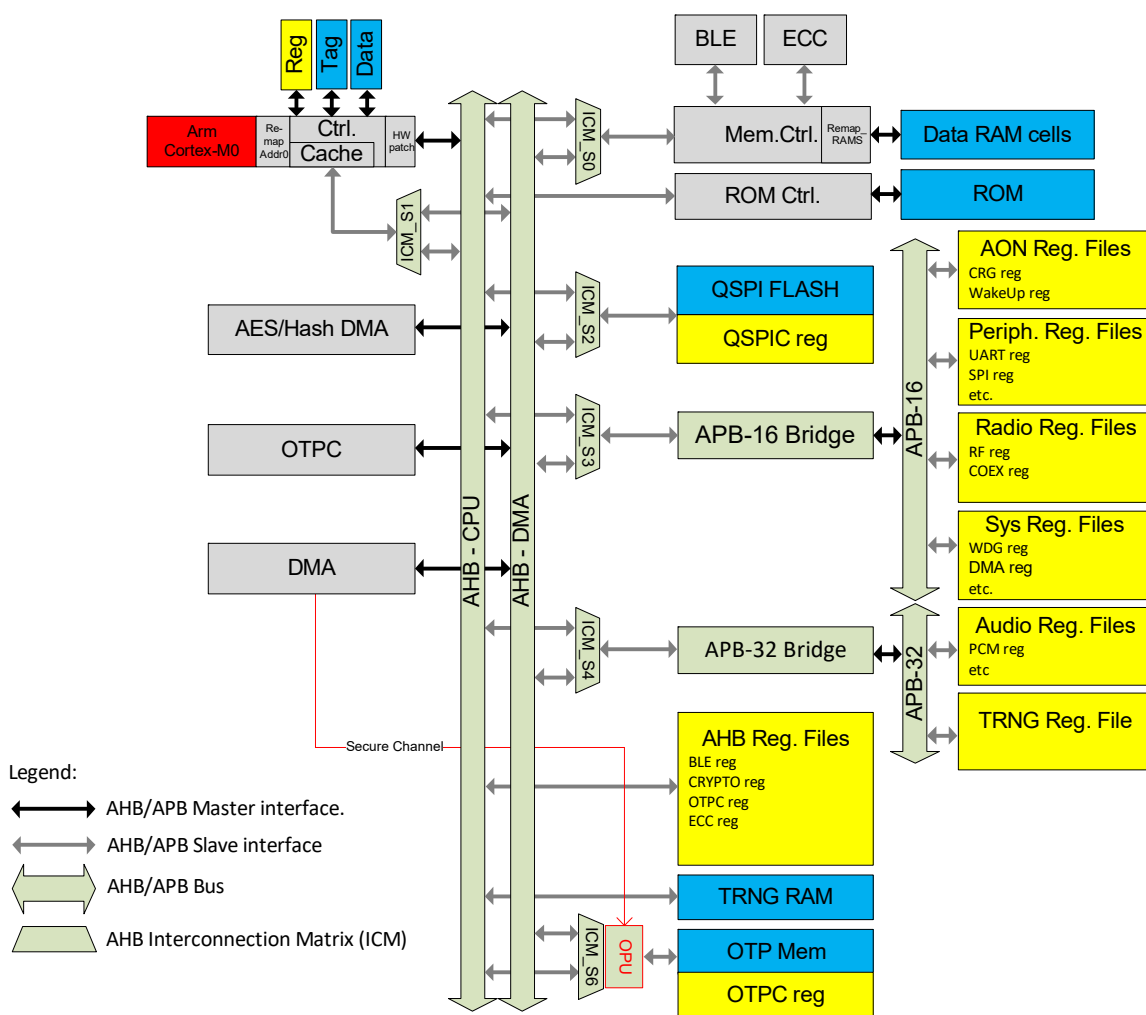 BLE
ECC
Reg
Tag
Data
Arm
Cortex-M0
Re-
map
Addr0
Ctrl.
Cache
HW
patch
ICM_S0
Mem.Ctrl.
Remap_
RAMS
Data RAM cells
ROM Ctrl.
ROM
ICM_S1
AON Reg. Files
CRG reg
WakeUp reg
QSPI FLASH
QSPIC reg
ICM_S2
AES/Hash DMA
Periph. Reg. Files
UART reg
SPI reg
etc.
APB-16
ICM_S3
APB-16 Bridge
OTPC
Radio Reg. Files
RF reg
COEX reg
AHB - CPU
AHB - DMA
DMA
Sys Reg. Files
WDG reg
DMA reg
etc.
ICM_S4
APB-32 Bridge
APB-32
Audio Reg. Files
PCM reg
etc
TRNG Reg. File
Secure Channel
AHB Reg. Files
BLE reg
CRYPTO reg
OTPC reg
ECC reg
Legend:
AHB/APB Master interface.
AHB/APB Slave interface
AHB/APB Bus
AHB Interconnection Matrix (ICM)
TRNG RAM
ICM_S6
OPU
OTP Mem
OTPC reg